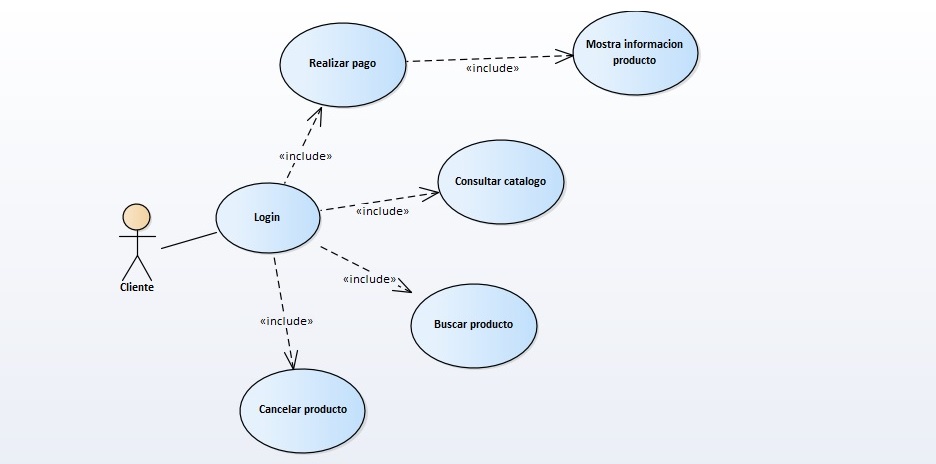 Realizar pago
Mostra informacion
producto
«include»
«include»
Consultar catalogo
«include»
Login
Cliente
«include»
Buscar producto
«include»
Cancelar producto